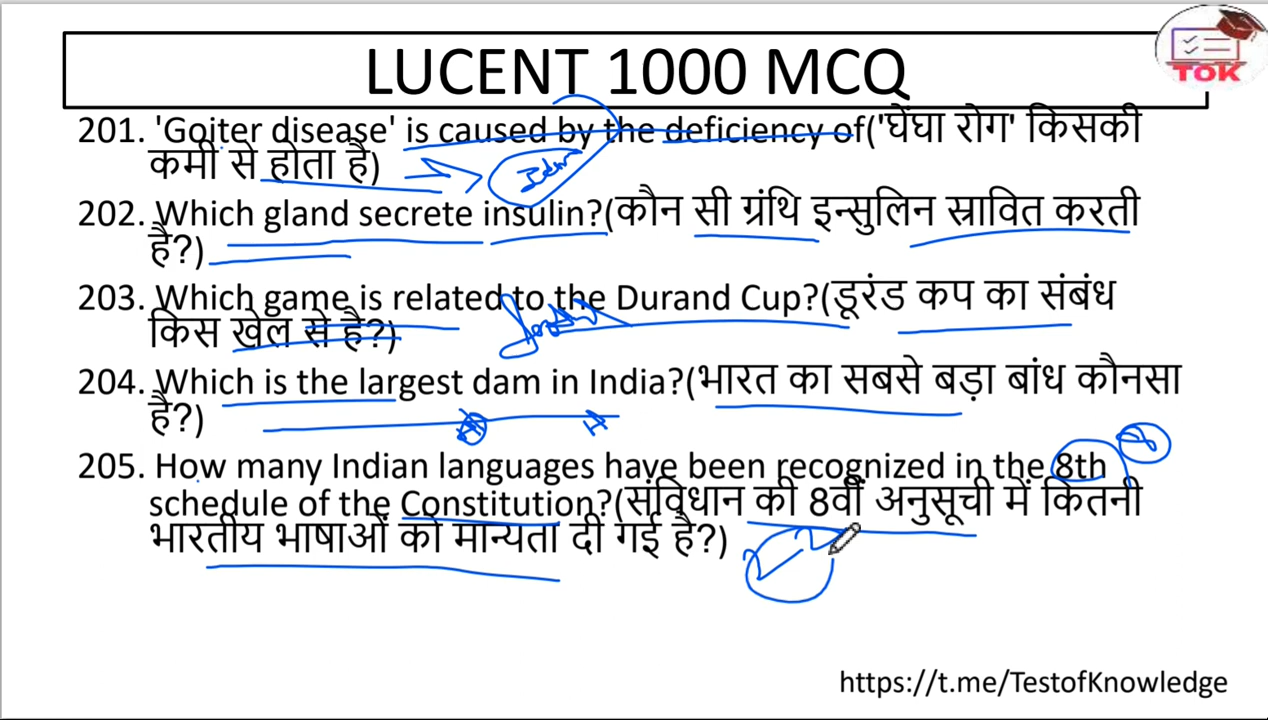 LUCENT 1000 MCQ
TOK
201. 'Goiter disease' is caused by the deficiency of('घेंघा रोग' किसकी
कमी से होता है)
202. Which gland secrete insulin?(कौन सी ग्रंथि इन्सुलिन स्रावित करती
है?)
203. Which game is related to the Durand Cup?(डूरंड कप का संबंध
किस खेल से है?)
204. Which is the largest dam in India?(भारत का सबसे बड़ा बांध कौनसा
है?)
205. How many Indian languages have been recognized in the 8th
8
schedule of the Constitution?(संविधान की 8वीं अनुसूची में कितनी
भारतीय भाषाओं को मान्यता दी गई है?)
22
https://t.me/TestofKnowledge